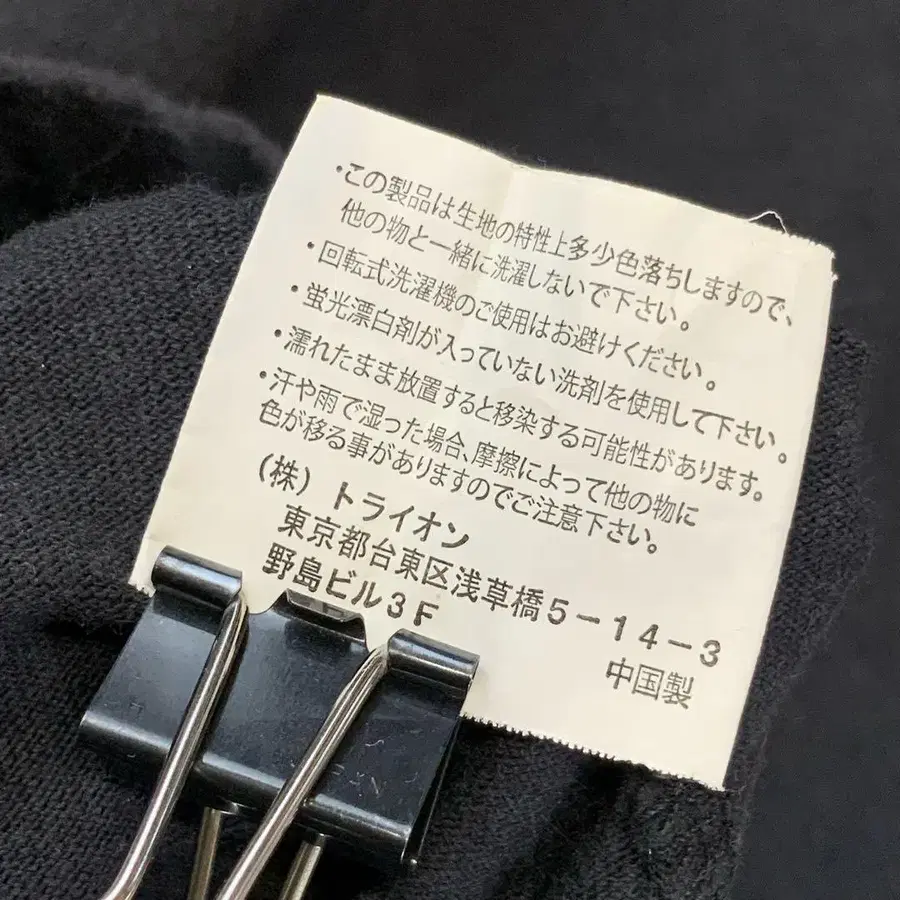 ・この製品は生地の特性上多少色落ちしますので、
他の物と一緒に洗濯しないで下さい。
・回転式洗濯機のご使用はお避けください。
・蛍光漂白剤が入っていない洗剤を使用して下さい。
・濡れたまま放置すると移染する可能性があります。
・汗や雨で湿った場合、摩擦によって他の物に
色が移る事がありますのでご注意下さい。
(株) トライオン
東京都台東区浅草橋5-14-3
野島ビル3F
中国製